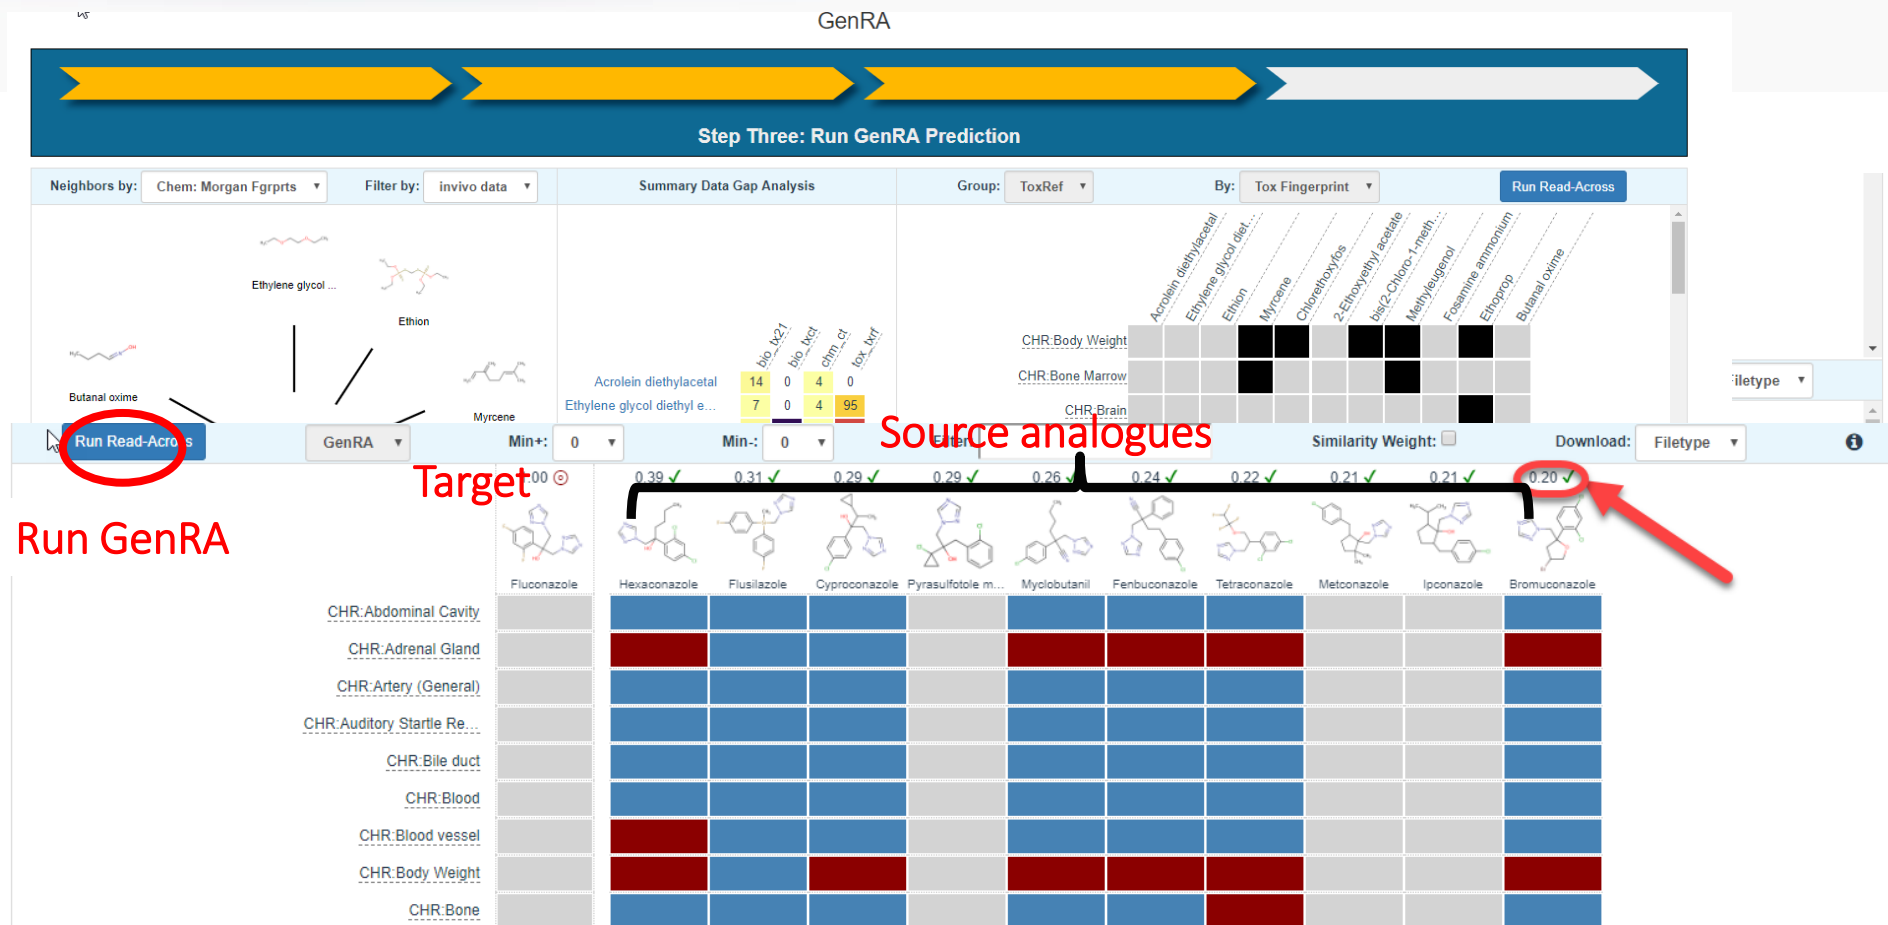 GenRA
Step Three: Run GenRA Prediction
Neighbors by: Chem: Morgan Fgrprts Filter by: invivo data Summary Data Gap Analysis Group: ToxRef By: Tox Fingerprint Run Read-Across
Ethylene glycol ...
Ethion
Butanal oxime
Myrcene
bio_tx21 bio_txct chm_ct tox_txrf
Acrolein diethylacetal 14 0 4 0
Ethylene glycol diethyl e... 7 0 4 95
Acrolein diethylacetal
Ethylene glycol diet...
Ethion
Myrcene
Chlorethoxyfos
2-Ethoxyethyl acetate
bis(2-Chloro-1-meth...
Methyleugenol
Fosamine ammonium
Ethoprop
Butanal oxime
CHR:Body Weight
CHR:Bone Marrow
CHR:Brain
iletype
Run Read-Across GenRA Min+: 0 Min-: 0 Filter Similarity Weight: Download: Filetype
Source analogues
Target
Run GenRA
:00 0.39 0.31 0.29 0.29 0.26 0.24 0.22 0.21 0.21 0.20
Fluconazole Hexaconazole Flusilazole Cyproconazole Pyrasulfotole m... Myclobutanil Fenbuconazole Tetraconazole Metconazole Ipconazole Bromuconazole
CHR:Abdominal Cavity
CHR:Adrenal Gland
CHR:Artery (General)
CHR:Auditory Startle Re...
CHR:Bile duct
CHR:Blood
CHR:Blood vessel
CHR:Body Weight
CHR:Bone